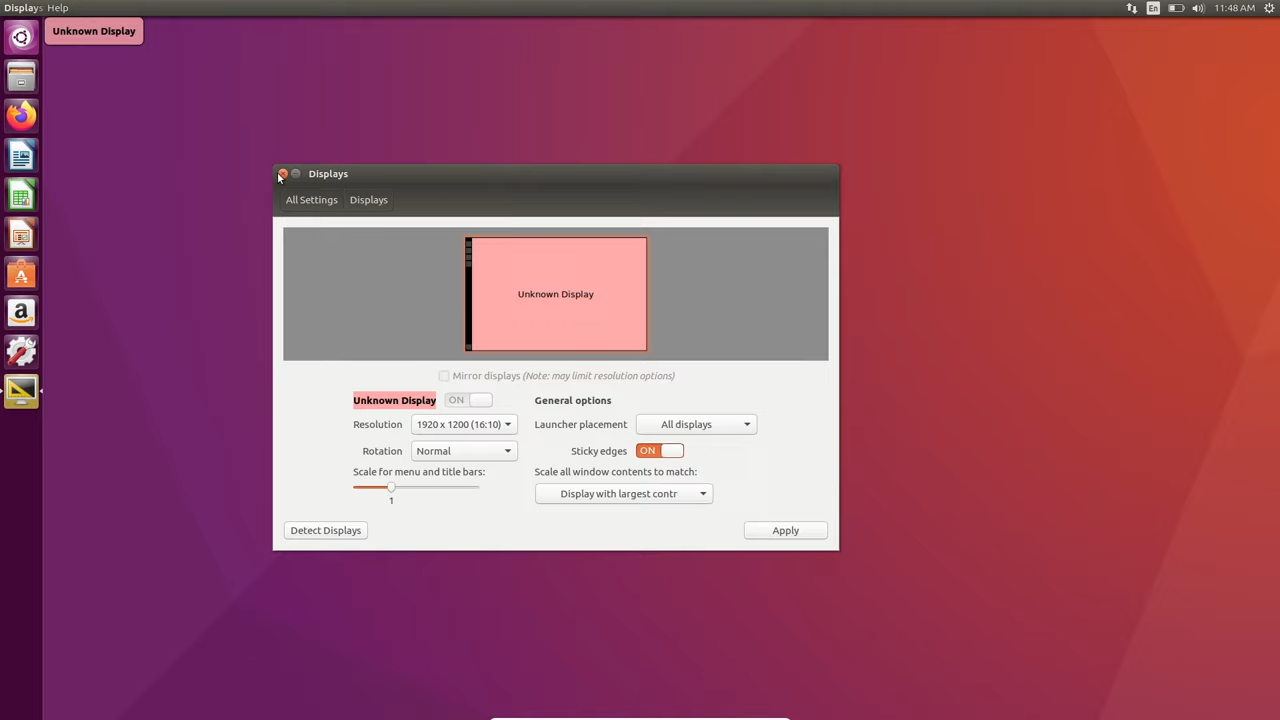 Displays Help
En
11:48 AM
Unknown Display
Displays
All Settings Displays
Unknown Display
Mirror displays (Note: may limit resolution options)
Unknown Display ON
General options
Resolution 1920 x 1200 (16:10)
Launcher placement All displays
Rotation Normal
Sticky edges ON
Scale for menu and title bars:
1
Scale all window contents to match:
Display with largest contr
Detect Displays
Apply